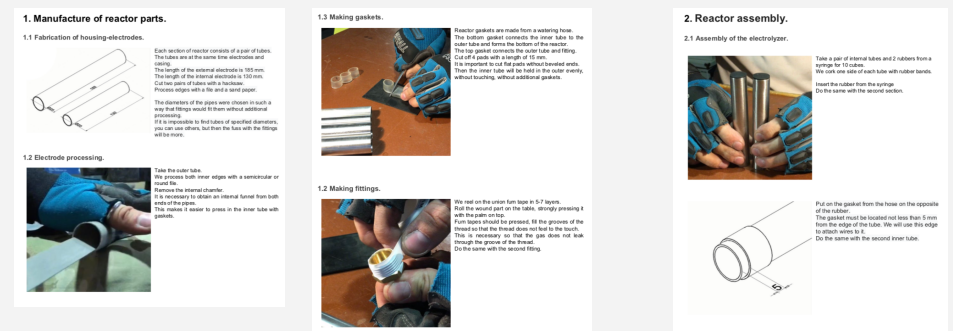 1. Manufacture of reactor parts.
1.1 Fabrication of housing-electrodes.
Each section of reactor consists of a pair of tubes.
The tubes are at the same time electrodes and
casing.
The length of the external electrode is 185 mm.
The length of the internal electrode is 130 mm.
Cut two pairs of tubes with a hacksaw.
Process edges with a file and a sand paper.
The diameters of the pipes were chosen in such a
way that fittings would fit them without additional
processing.
If it is impossible to find tubes of specified diameters,
you can use others, but then the fuss with the fittings
will be more.
1.2 Electrode processing.
Take the outer tube.
We process both inner edges with a semicircular or
round file.
Remove the internal chamfer.
It is necessary to obtain an internal funnel from both
ends of the pipes.
This makes it easier to press in the inner tube with
gaskets.
1.3 Making gaskets.
Reactor gaskets are made from a watering hose.
The bottom gasket connects the inner tube to the
outer tube and forms the bottom of the reactor.
The top gasket connects the outer tube and fitting.
Cut off 4 pads with a length of 15 mm.
It is important to cut flat pads without beveled ends.
Then the inner tube will be held in the outer evenly,
without touching, without additional gaskets.
1.2 Making fittings.
We reel on the union fum tape in 5-7 layers.
Roll the wound part on the table, strongly pressing it
with the palm on top.
Fum tapes should be pressed, fill the grooves of the
thread so that the thread does not feel to the touch.
This is necessary so that the gas does not leak
through the groove of the thread.
Do the same with the second fitting.
2. Reactor assembly.
2.1 Assembly of the electrolyzer.
Take a pair of internal tubes and 2 rubbers from a
syringe for 10 cubes.
We cork one side of each tube with rubber bands.
Insert the rubber from the syringe
Do the same with the second section.
Put on the gasket from the hose on the opposite
of the rubber.
The gasket must be located not less than 5 mm
from the edge of the tube. We will use this edge
to attach wires to it.
Do the same with the second inner tube.
5